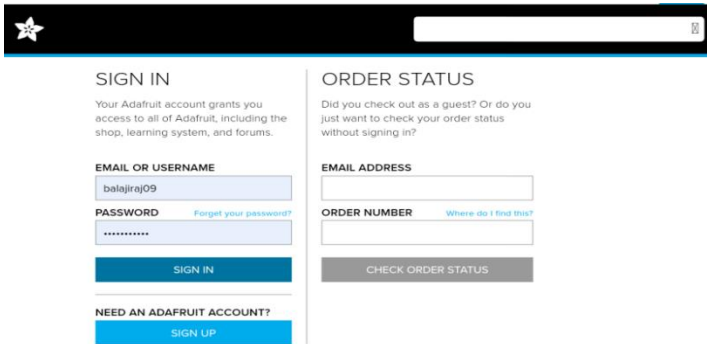 SIGN IN
Your Adafruit account grants you
access to all of Adafruit, including the
shop, learning system, and forums.
EMAIL OR USERNAME
balajiraj09
PASSWORD Forget your password?
•••••••••••
SIGN IN
NEED AN ADAFRUIT ACCOUNT?
SIGN UP
ORDER STATUS
Did you check out as a guest? Or do you
just want to check your order status
without signing in?
EMAIL ADDRESS
ORDER NUMBER Where do I find this?
CHECK ORDER STATUS